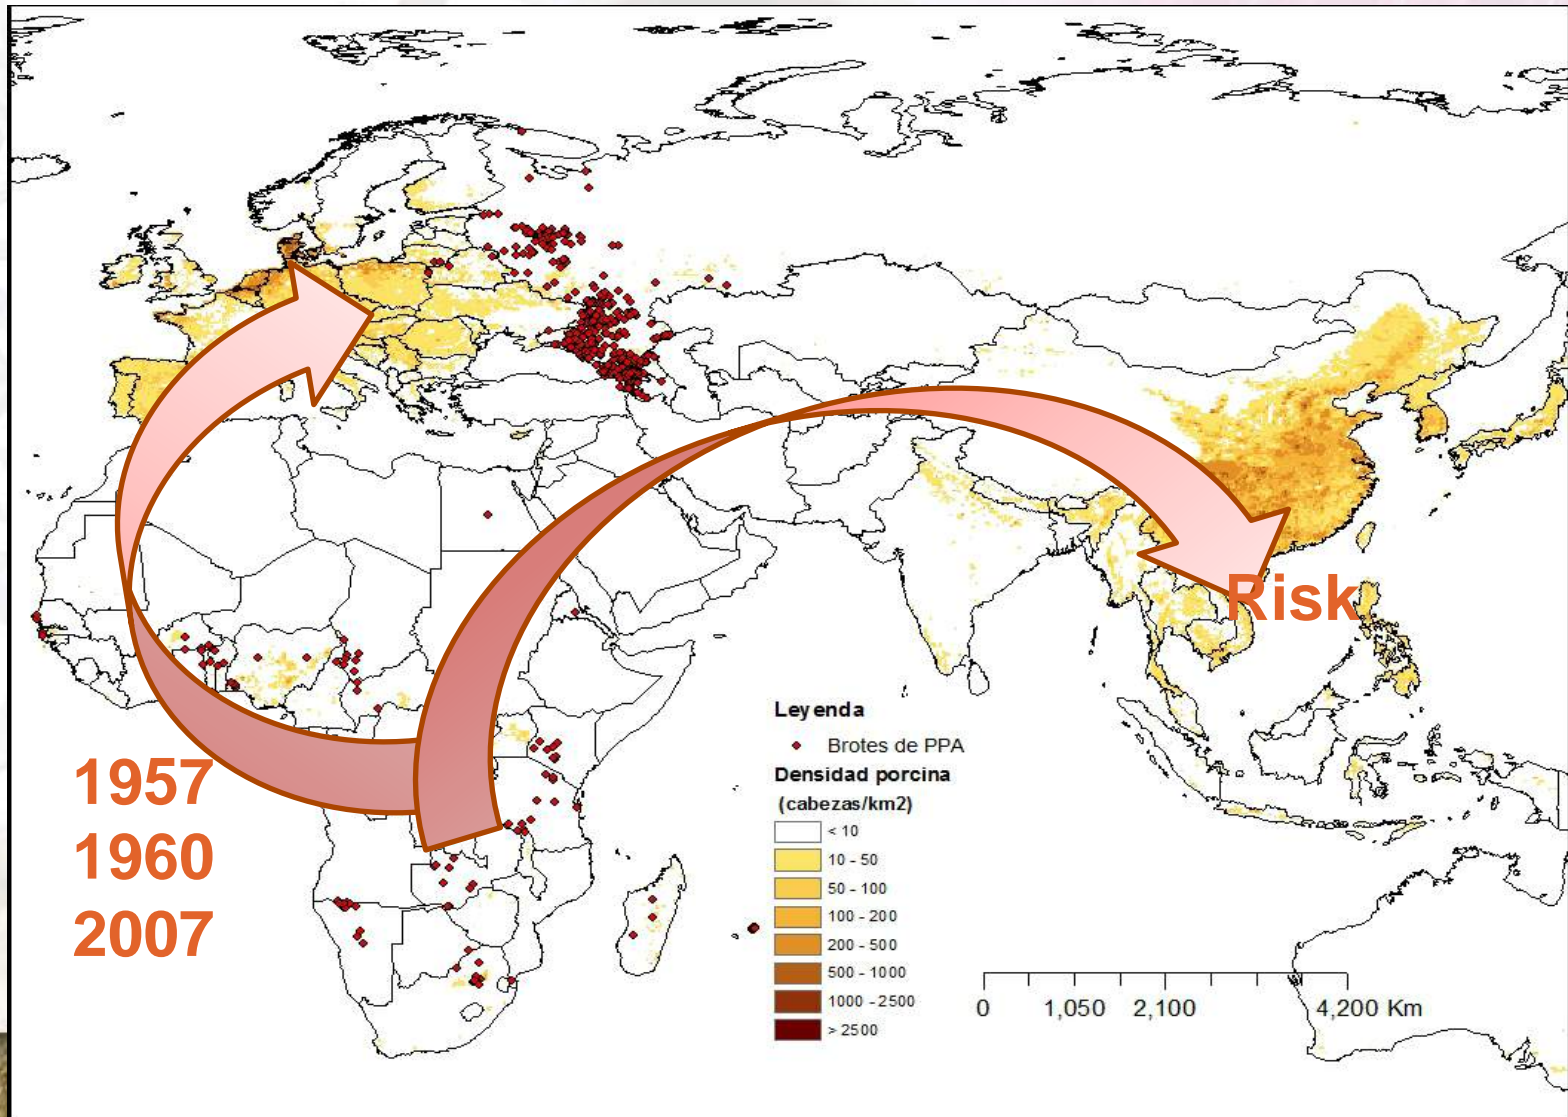 Risk
1957
1960
2007
Leyenda
Brotes de PPA
Densidad porcina
(cabezas/km2)
< 10
10 - 50
50 - 100
100 - 200
200 - 500
500 - 1000
1000 - 2500
> 2500
0 1,050 2,100 4,200 Km